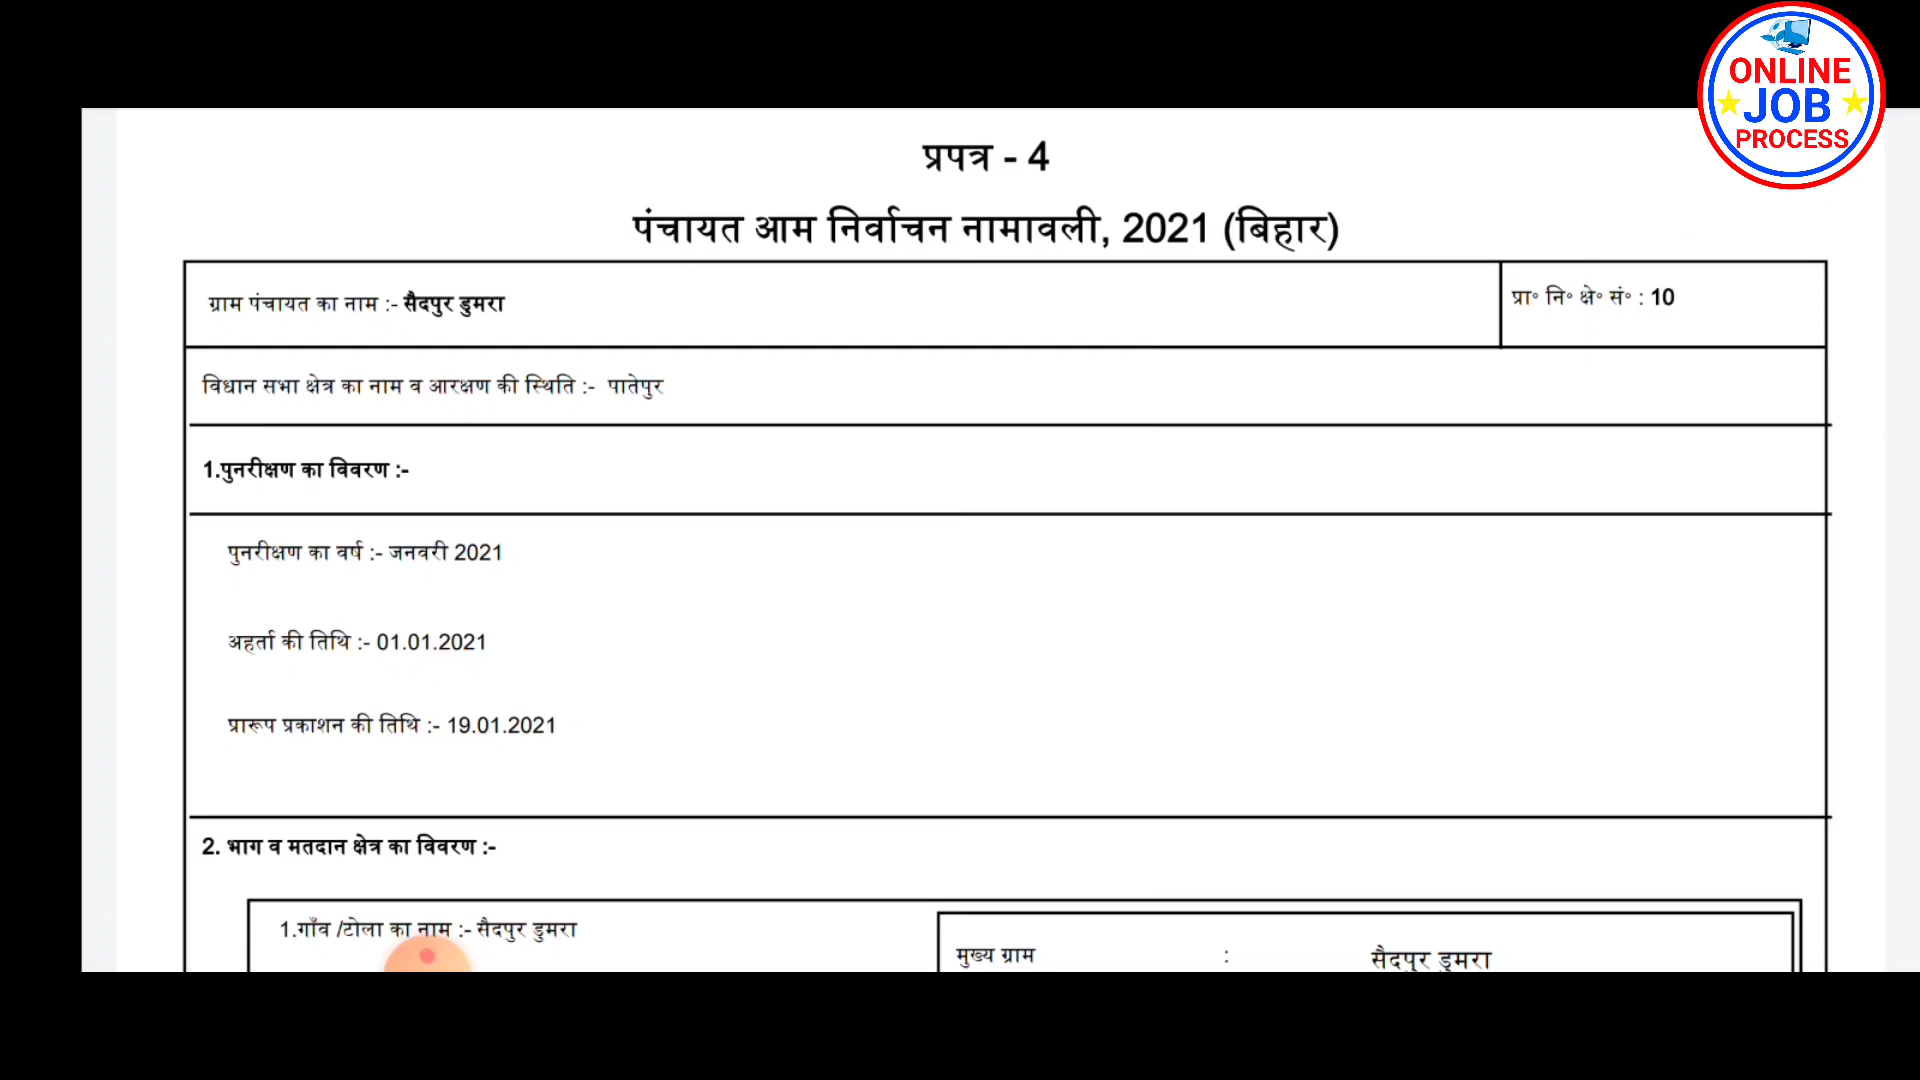 ONLINE
JOB
PROCESS
प्रपत्र - 4
पंचायत आम निर्वाचन नामावली, 2021 (बिहार)
ग्राम पंचायत का नाम :- सैदपुर डुमरा
प्रा॰ नि॰ क्षे॰ सं॰ : 10
विधान सभा क्षेत्र का नाम व आरक्षण की स्थिति :- पातेपुर
1.पुनरीक्षण का विवरण :-
पुनरीक्षण का वर्ष :- जनवरी 2021
अहर्ता की तिथि :- 01.01.2021
प्रारूप प्रकाशन की तिथि :- 19.01.2021
2. भाग व मतदान क्षेत्र का विवरण :-
1.गाँव /टोला का नाम :- सैदपुर डुमरा
मुख्य ग्राम : सैदपुर डुमरा